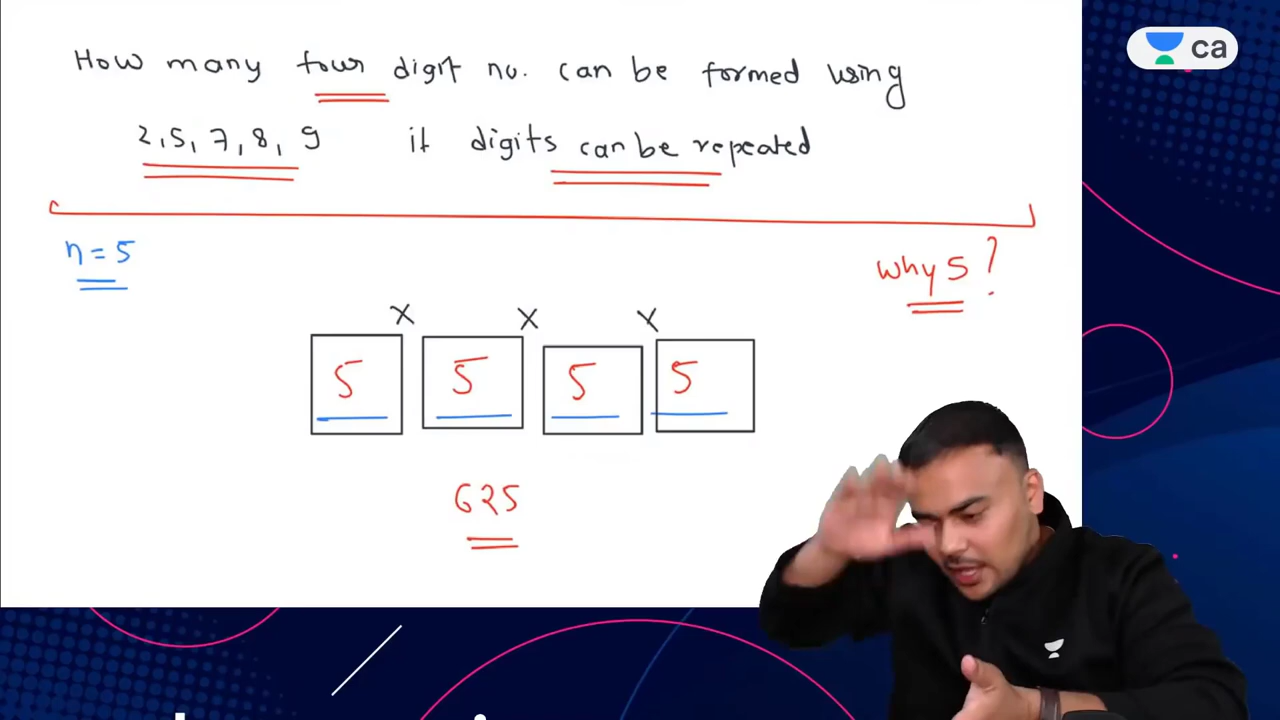 ca
How many four digit no. can be formed using
2,5,7,8,9 if digits can be repeated
n=5
why 5?
x x x
5 5 5 5
625